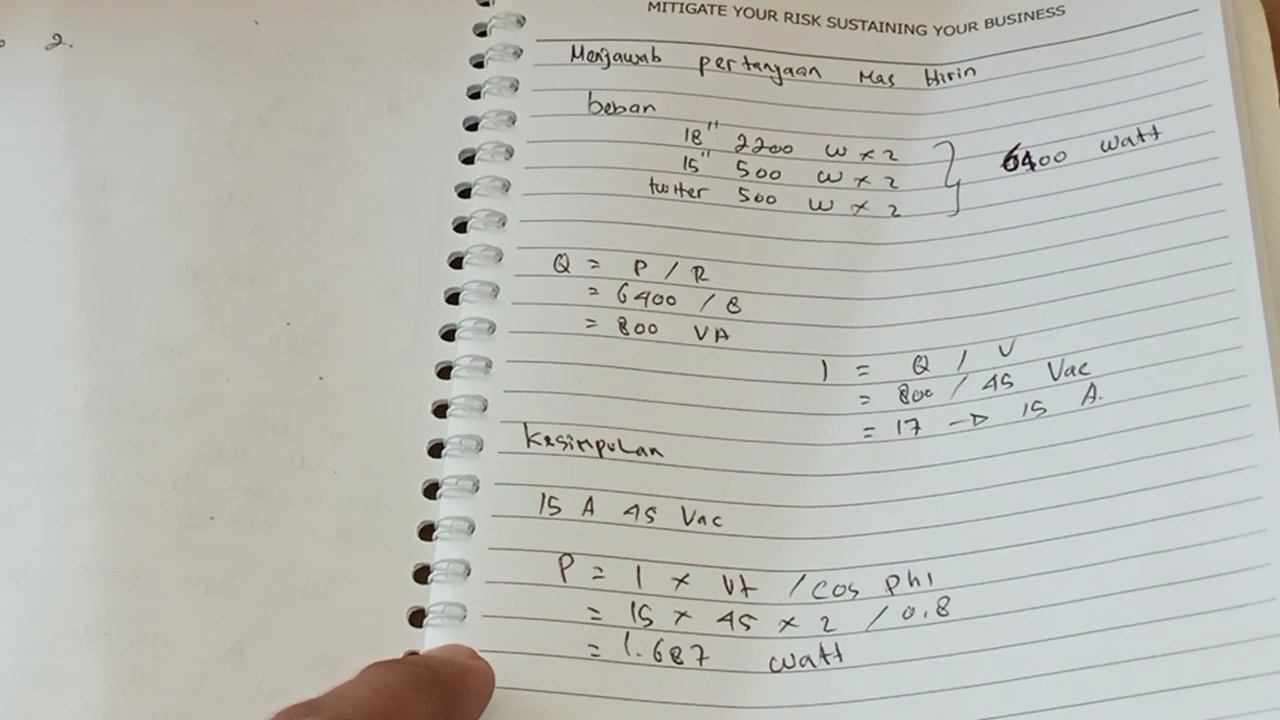 2.
MITIGATE YOUR RISK SUSTAINING YOUR BUSINESS
Menjawab pertanyaan Mas Hirin
beban
18" 2200 W x 2
15" 500 W x 2
6400 watt
twiter 500 W x 2
Q = P / R
= 6400 / 8
= 800 VA
I = Q / V
= 800 / 45 Vac
= 17 → 15 A.
Kesimpulan
15 A 45 Vac
P = I x Vt / cos phi
= 15 x 45 x 2 / 0.8
= 1.687 watt